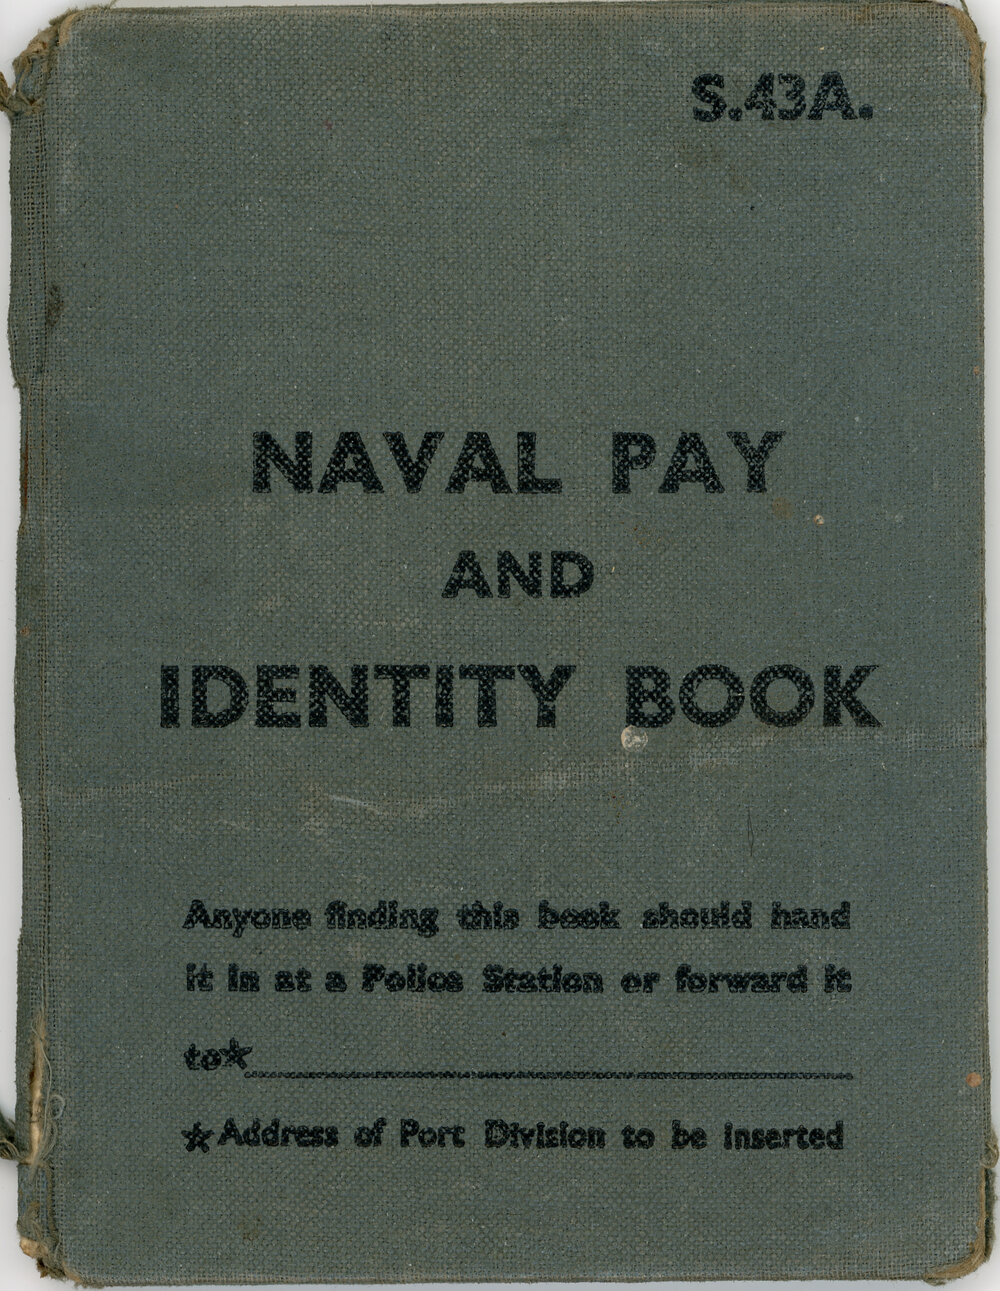 S.43A.
NAVAL PAY
AND
IDENTITY BOOK
Anyone finding this book should hand
it in at a Police Station or forward it
to☆
☆Address of Port Division to be inserted